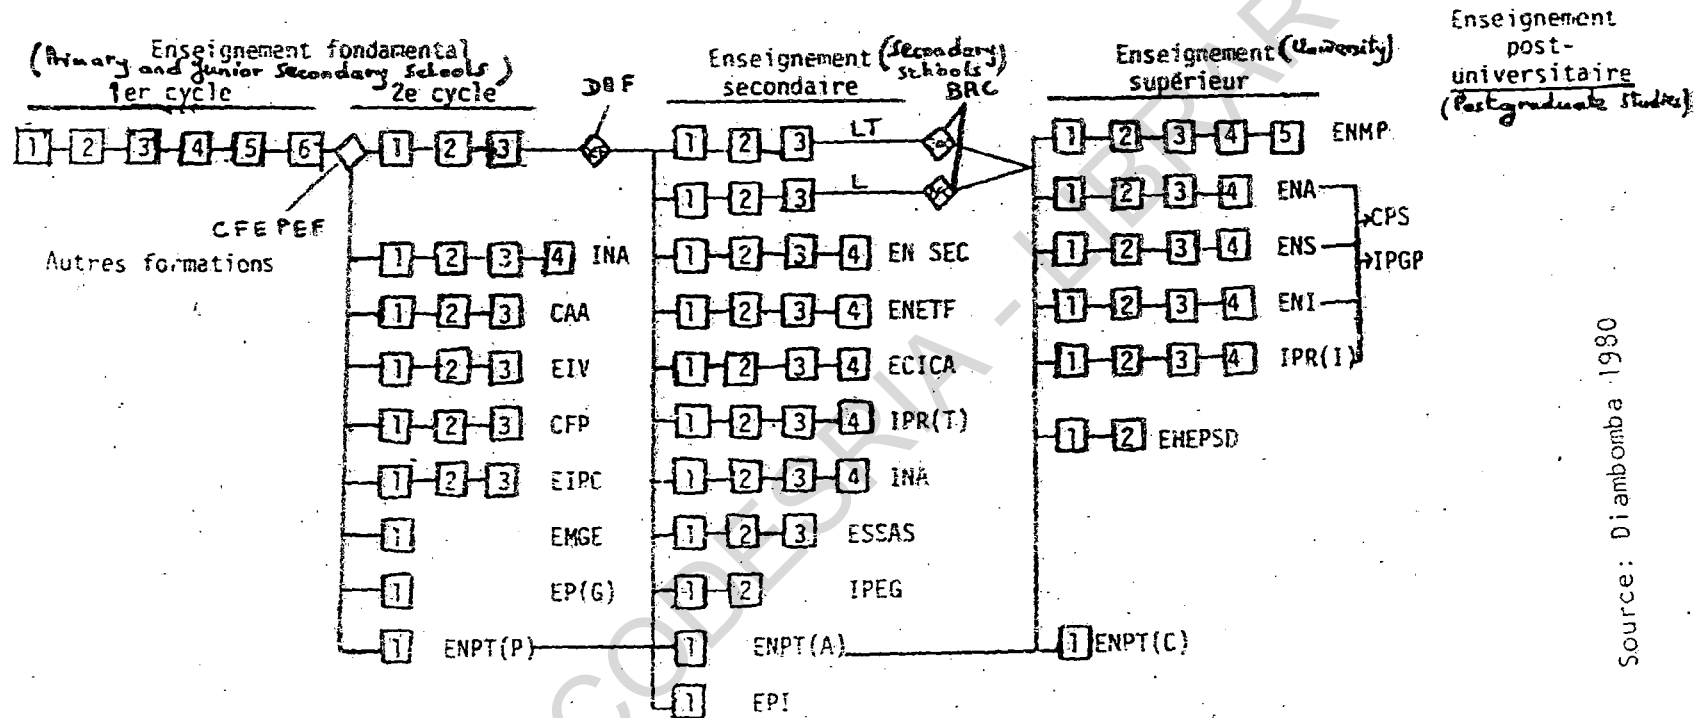 Enseignement fondamental
(Primary and junior Secondary Schools)
1er cycle 2e cycle
DEF
Enseignement (Secondary
secondaire schools)
BAC
Enseignement (University)
supérieur
Enseignement
post-
universitaire
(Postgraduate Studies)
1 2 3 4 5 6 1 2 3
1 2 3 LT
1 2 3 4 5 ENMP
CFEPEF
Autres formations
1 2 3 L
1 2 3 4 ENA
CPS
1 2 3 4 INA
1 2 3 4 EN SEC
1 2 3 4 ENS
IPGP
1 2 3 CAA
1 2 3 4 ENETF
1 2 3 4 ENI
1 2 3 EIV
1 2 3 4 ECICA
1 2 3 4 IPR(I)
1 2 3 CFP
1 2 3 4 IPR(T)
1 2 EHEPSD
1 2 3 EIPC
1 2 3 4 INA
1 EMGE
1 2 3 ESSAS
1 EP(G)
1 2 IPEG
1 ENPT(P)
1 ENPT(A)
1 ENPT(C)
1 EPI
Source: Diambomba 1980
CODESRIA - LIBRAR